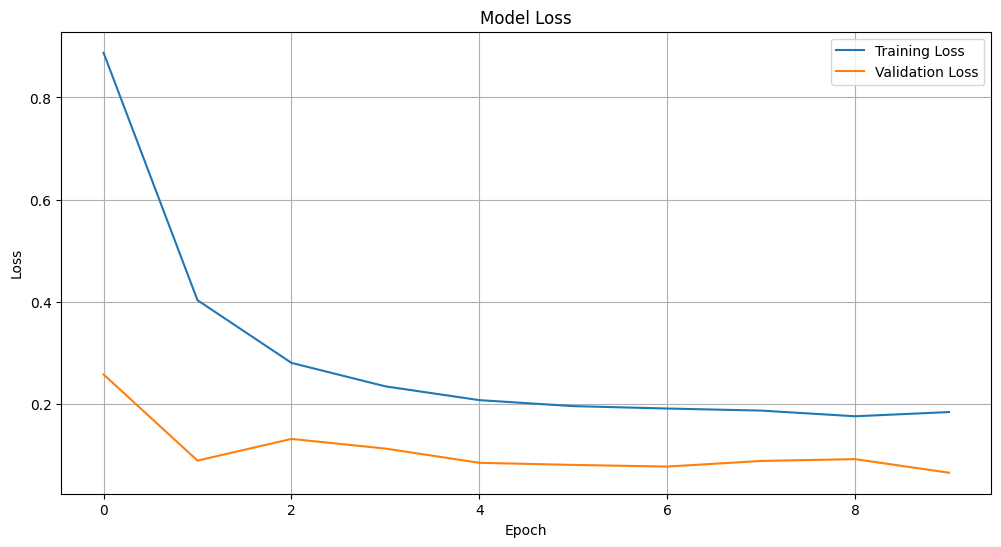 Model Loss
Training Loss
Validation Loss
0.8
0.6
0.4
0.2
Loss
0 2 4 6 8
Epoch